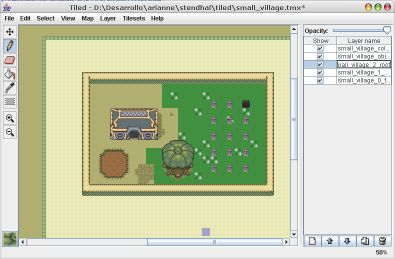 Tiled - D:\Desarrollo\arianne\stendhal\tiled\small_village.tmx*
File Edit Select View Map Layer Tilesets Help
Opacity:
Show Layer name
small_village_col...
small_village_obj...
mall_village_2_roof
small_village_1_...
small_village_0_f...
50%